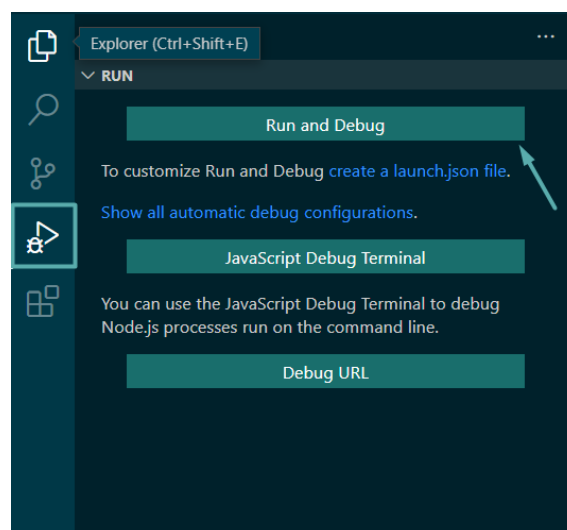 Explorer (Ctrl+Shift+E)
RUN
Run and Debug
To customize Run and Debug create a launch.json file.
Show all automatic debug configurations.
JavaScript Debug Terminal
You can use the JavaScript Debug Terminal to debug
Node.js processes run on the command line.
Debug URL